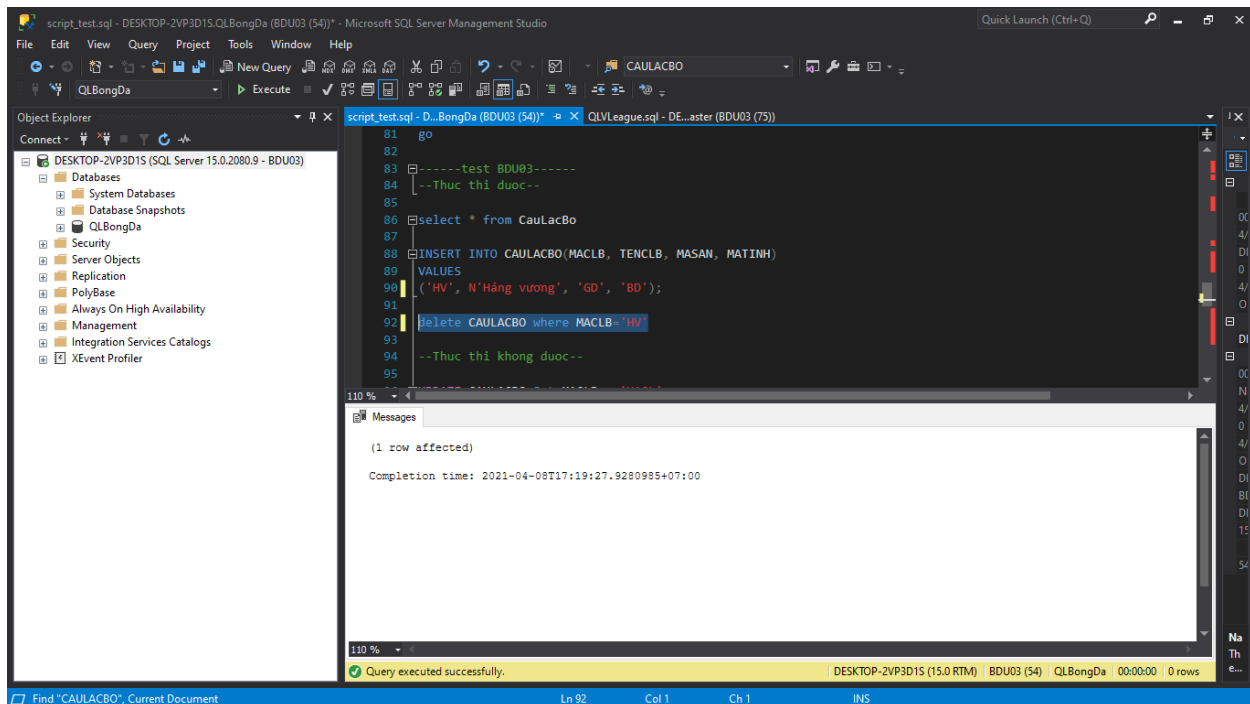 script_test.sql - DESKTOP-2VP3D1S.QLBongDa (BDU03 (54))* - Microsoft SQL Server Management Studio
Quick Launch (Ctrl+Q)
File Edit View Query Project Tools Window Help
New Query MDX DMX XMLA DAX CAULACBO
QLBongDa Execute
Object Explorer
script_test.sql - D...BongDa (BDU03 (54))* QLVLeague.sql - DE...aster (BDU03 (75))
Connect
DESKTOP-2VP3D1S (SQL Server 15.0.2080.9 - BDU03)
Databases
System Databases
Database Snapshots
QLBongDa
Security
Server Objects
Replication
PolyBase
Always On High Availability
Management
Integration Services Catalogs
XEvent Profiler
81 go
82
83 ------test BDU03------
84 --Thuc thi duoc--
85
86 select * from CauLacBo
87
88 INSERT INTO CAULACBO(MACLB, TENCLB, MASAN, MATINH)
89 VALUES
90 ('HV', N'Háng vương', 'GD', 'BD');
91
92 delete CAULACBO where MACLB='HV'
93
94 --Thuc thi khong duoc--
95
110 %
Messages
(1 row affected)
Completion time: 2021-04-08T17:19:27.9280985+07:00
110 %
Query executed successfully.
DESKTOP-2VP3D1S (15.0 RTM) BDU03 (54) QLBongDa 00:00:00 0 rows
Na
Th
e...
Find "CAULACBO", Current Document Ln 92 Col 1 Ch 1 INS